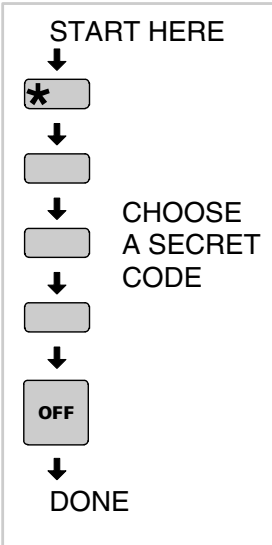 START HERE
*
CHOOSE
A SECRET
CODE
OFF
DONE